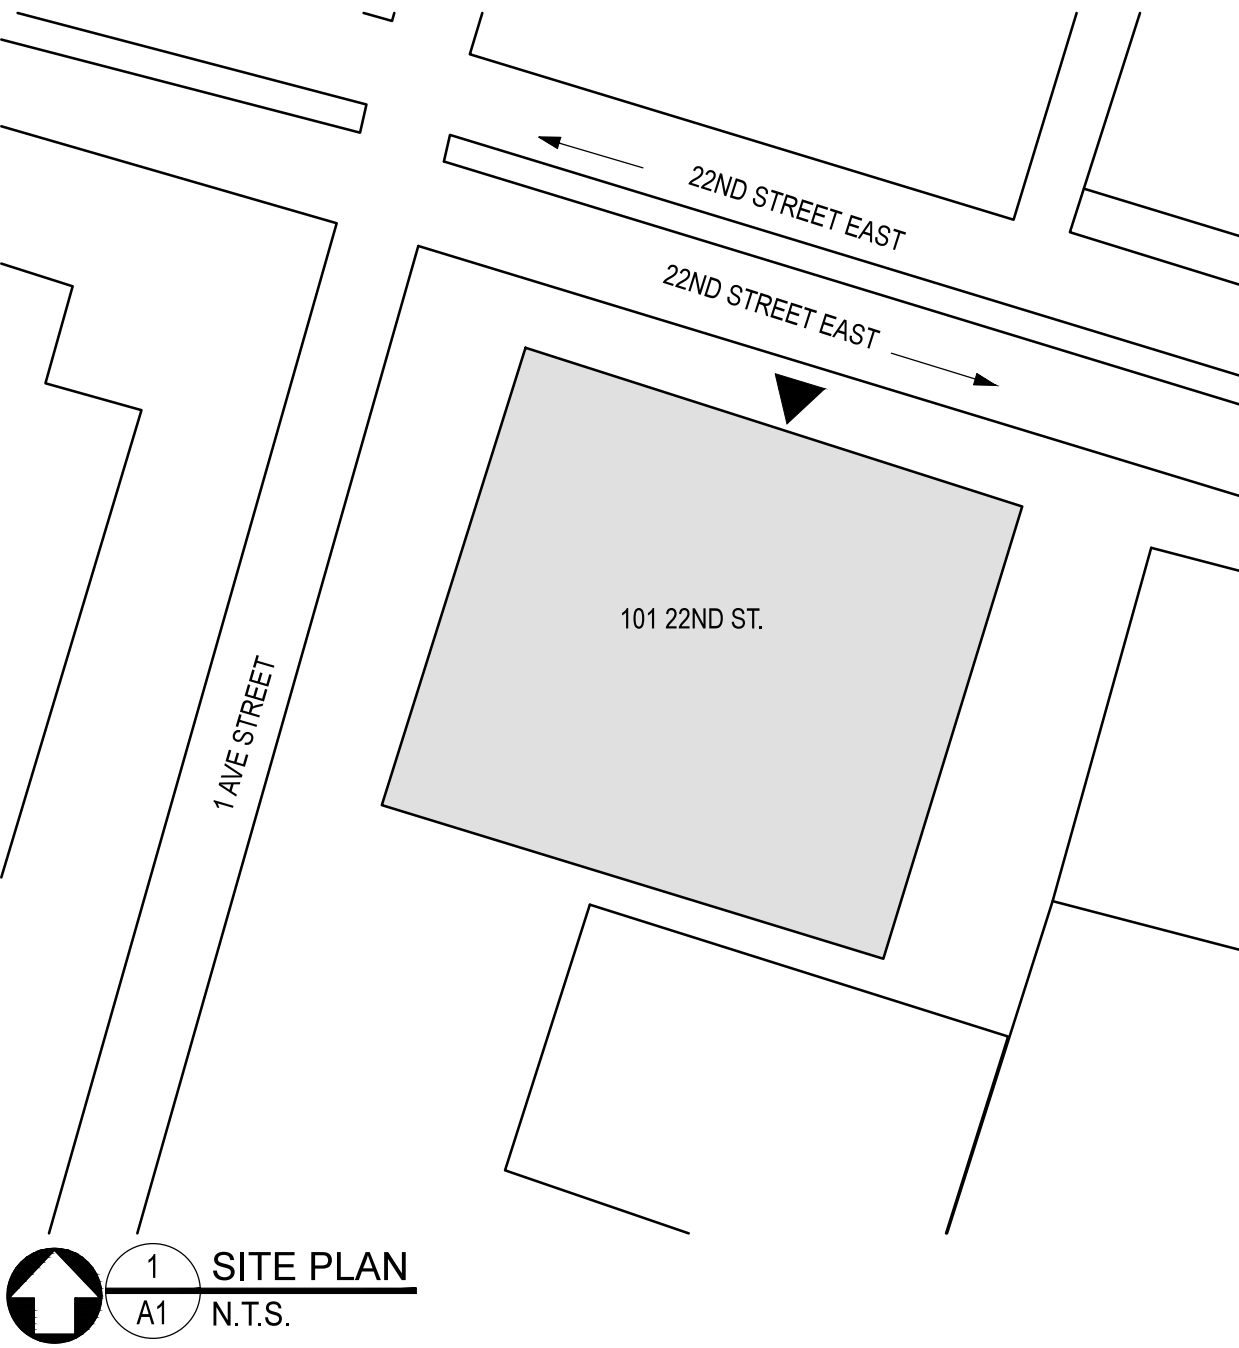 22ND STREET EAST
22ND STREET EAST
101 22ND ST.
1 AVE STREET
1
SITE PLAN
A1
N.T.S.